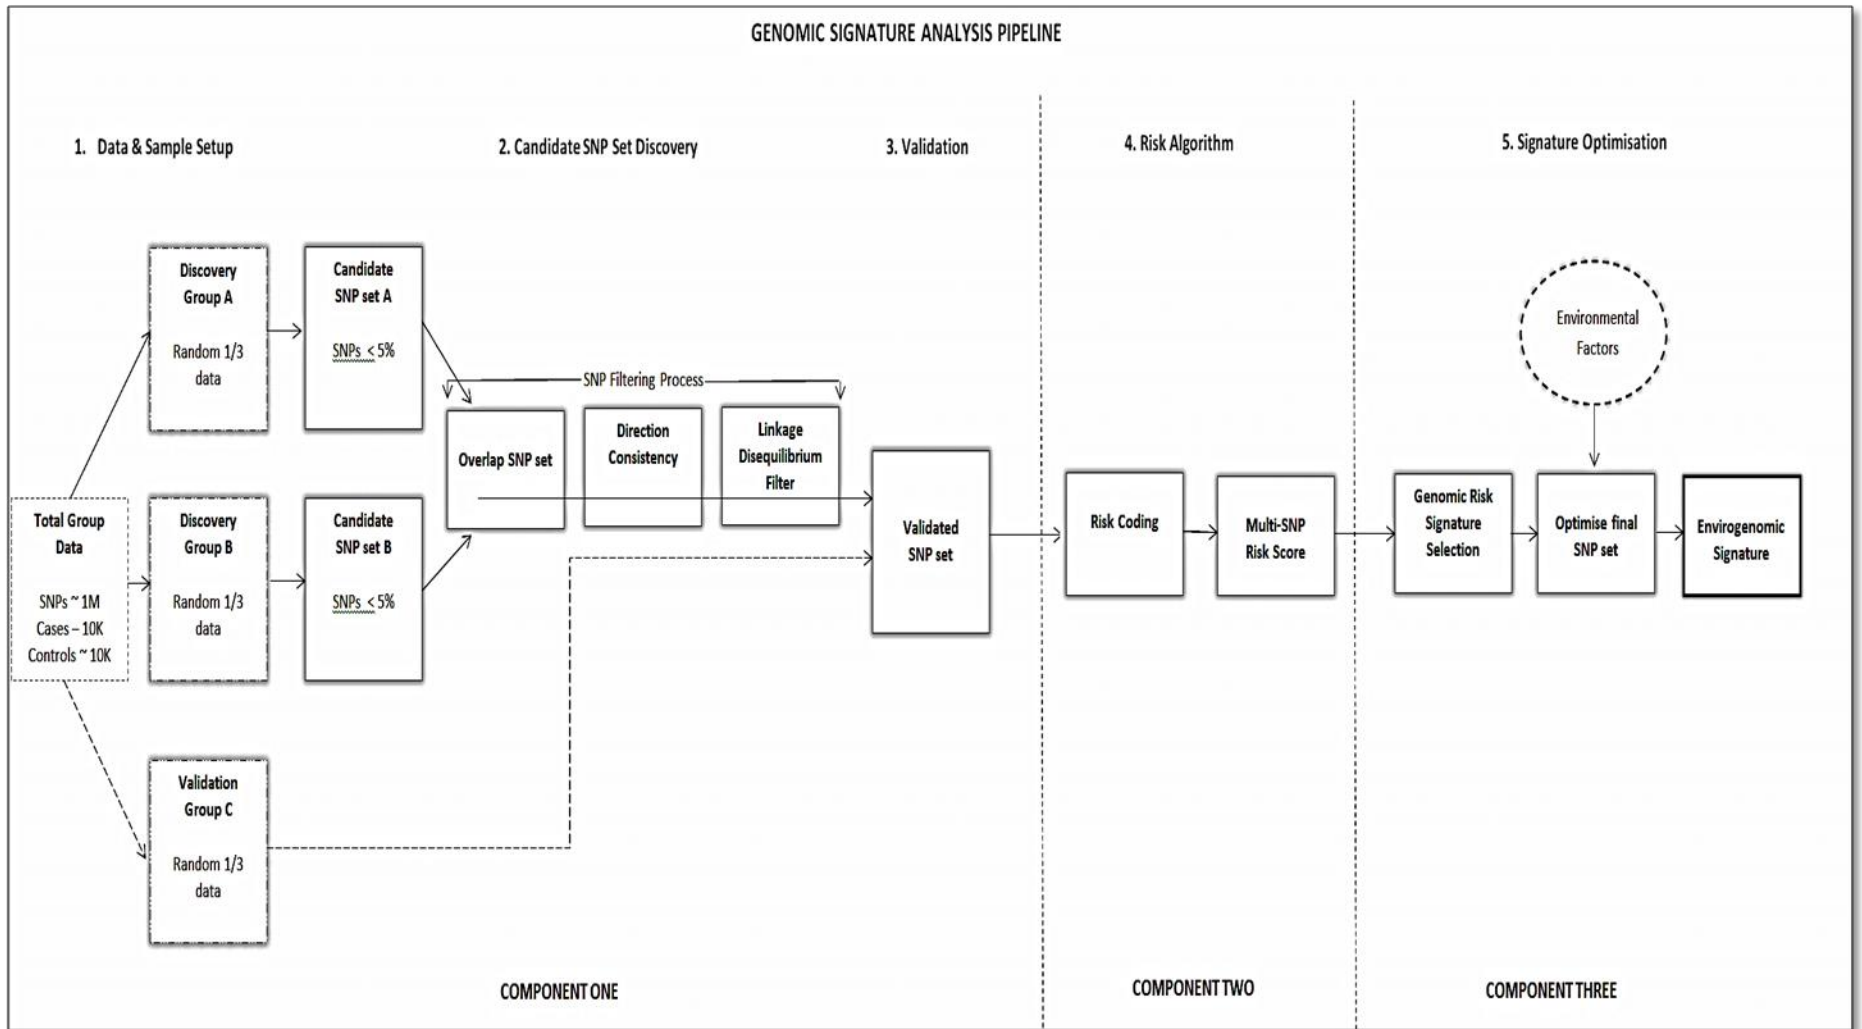 GENOMIC SIGNATURE ANALYSIS PIPELINE
1. Data & Sample Setup
2. Candidate SNP Set Discovery
3. Validation
4. Risk Algorithm
5. Signature Optimisation
Total Group
Data
SNPs ~ 1M
Cases – 10K
Controls ~ 10K
Discovery
Group A
Random 1/3
data
Candidate
SNP set A
SNPs < 5%
Discovery
Group B
Random 1/3
data
Candidate
SNP set B
SNPs < 5%
Validation
Group C
Random 1/3
data
SNP Filtering Process
Overlap SNP set
Direction
Consistency
Linkage
Disequilibrium
Filter
Validated
SNP set
Risk Coding
Multi-SNP
Risk Score
Environmental
Factors
Genomic Risk
Signature
Selection
Optimise final
SNP set
Envirogenomic
Signature
COMPONENT ONE
COMPONENT TWO
COMPONENT THREE